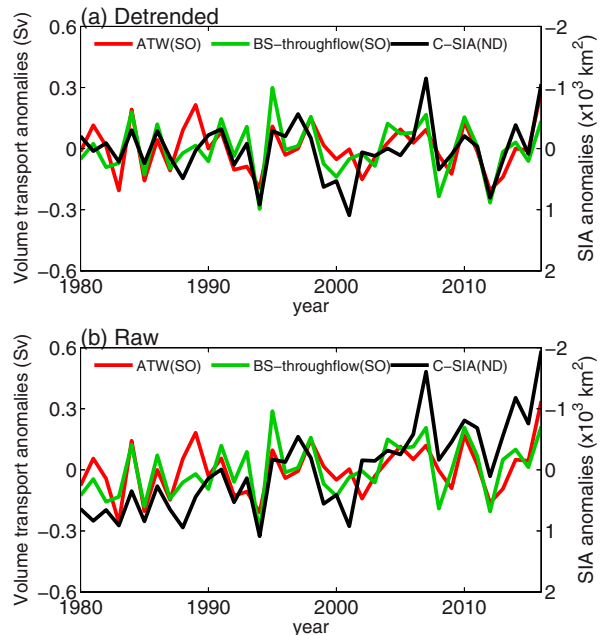 (a) Detrended
ATW(SO) BS−throughflow(SO) C−SIA(ND)
Volume transport anomalies (Sv)
0.6
0.3
0
−0.3
−0.6
−2
−1
0
1
2
SIA anomalies (x10³ km²)
1980 1990 2000 2010
year
(b) Raw
ATW(SO) BS−throughflow(SO) C−SIA(ND)
Volume transport anomalies (Sv)
0.6
0.3
0
−0.3
−0.6
−2
−1
0
1
2
SIA anomalies (x10³ km²)
1980 1990 2000 2010
year